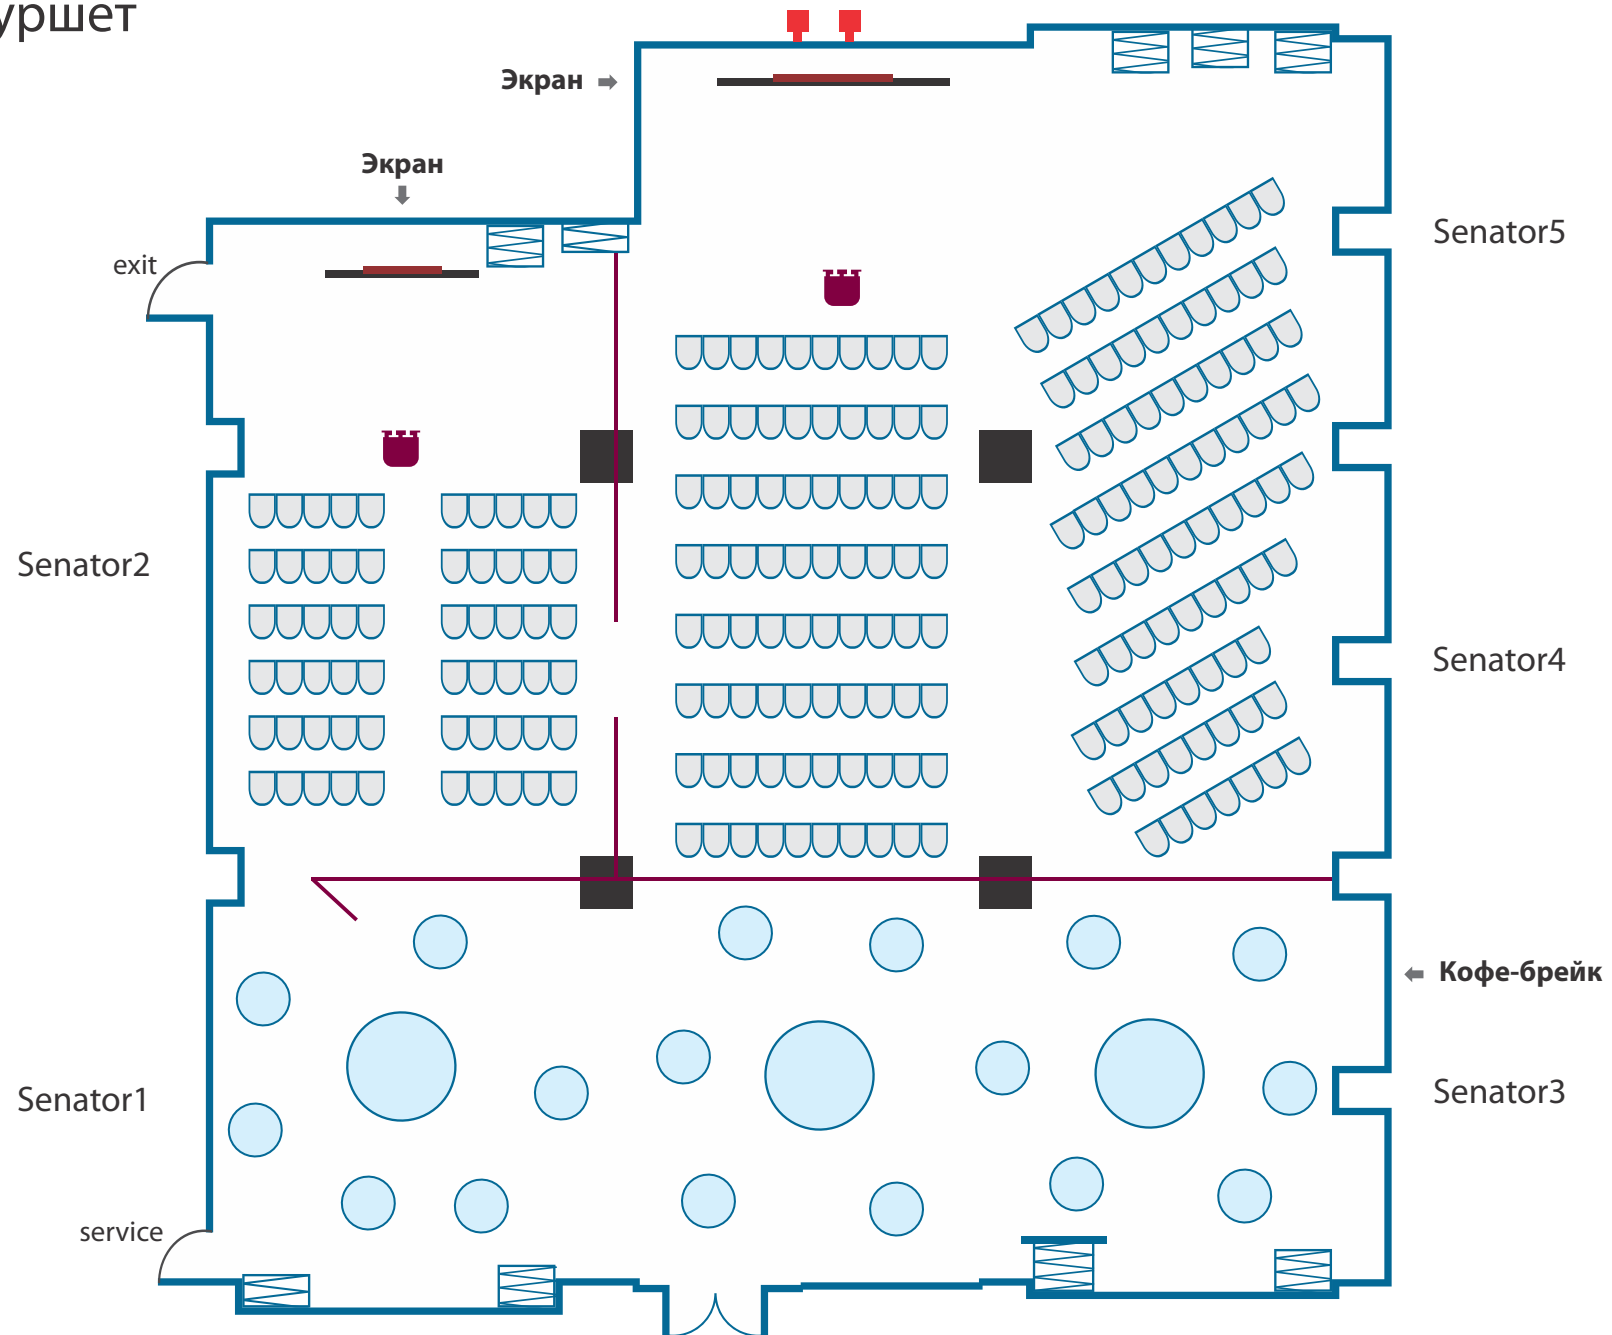 уршет
Экран
Экран
exit
Senator5
Senator2
Senator4
Кофе-брейк
Senator1
Senator3
service